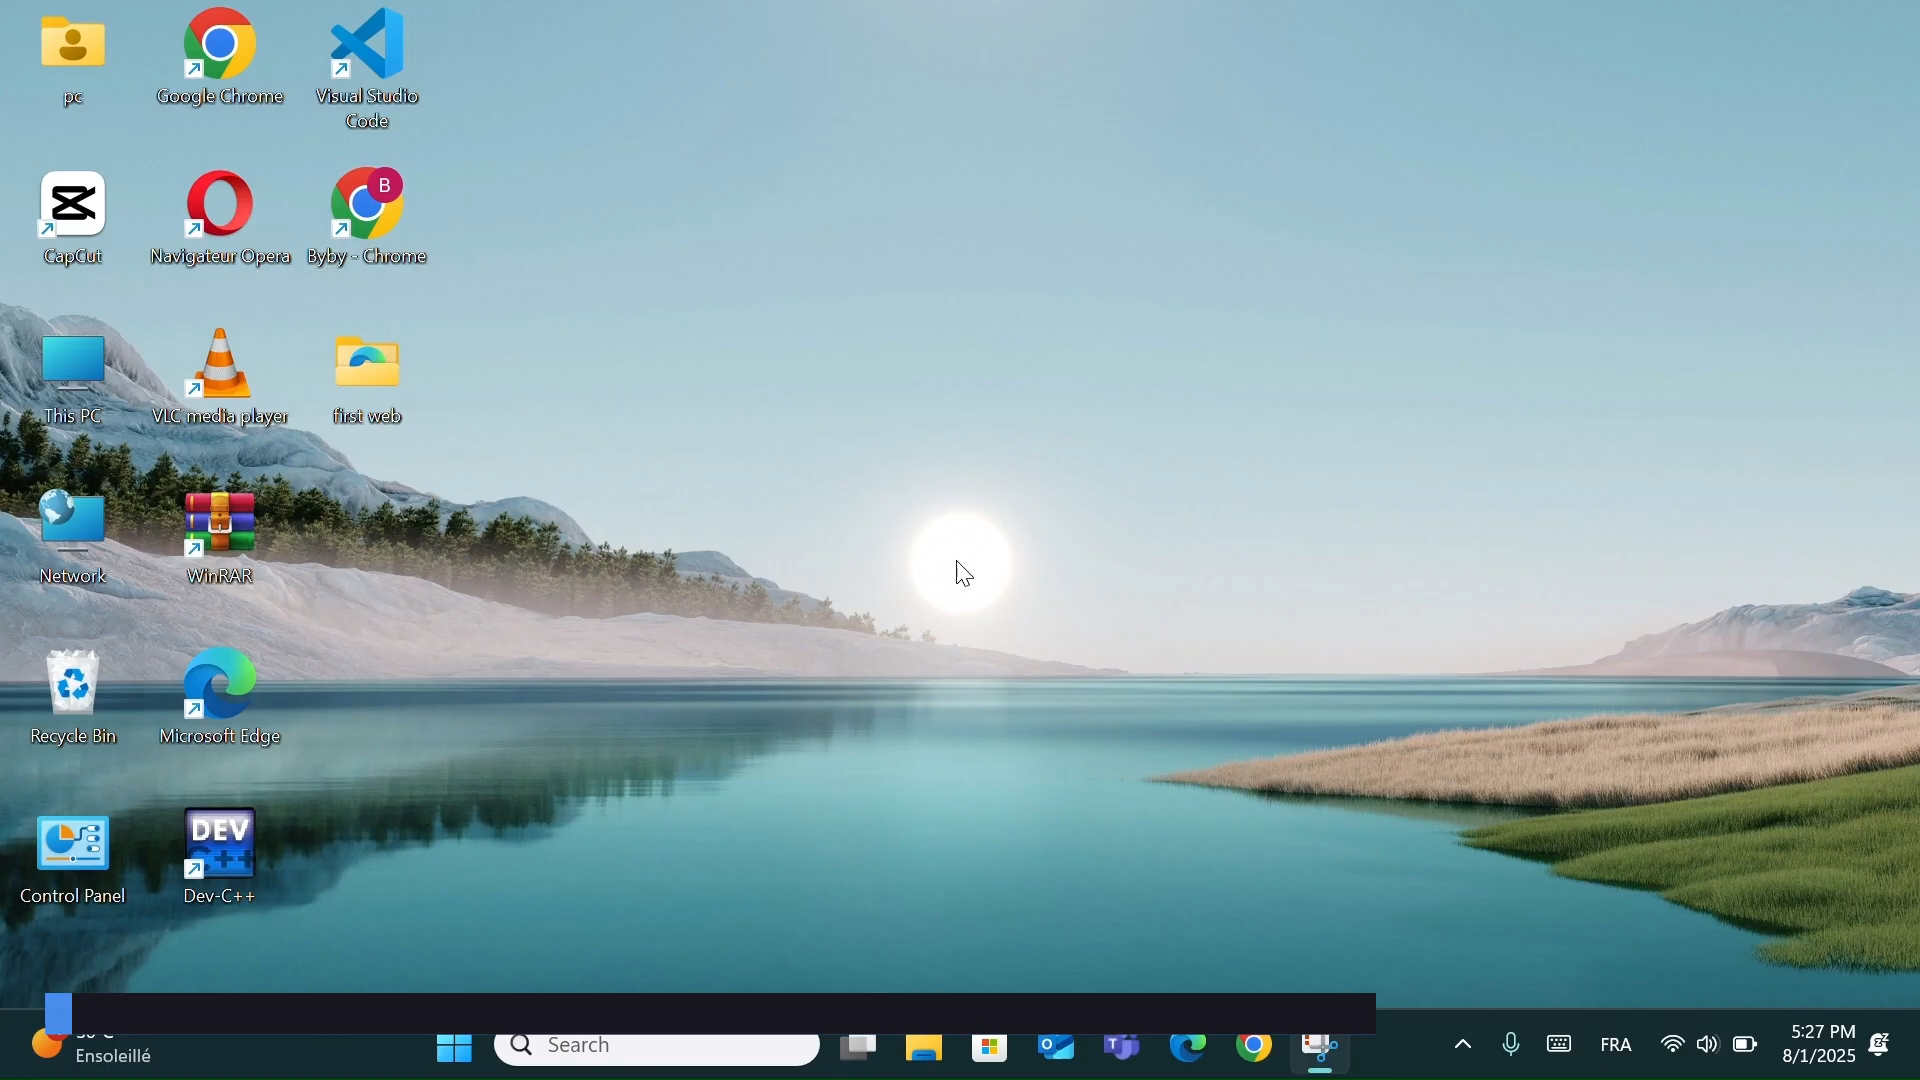 pc
Google Chrome
Visual Studio
Code
CapCut
Navigateur Opera
B
Byby - Chrome
This PC
VLC media player
first web
Network
WinRAR
Recycle Bin
Microsoft Edge
Control Panel
DEV
C++
Dev-C++
Ensoleillé
Search
FRA
5:27 PM
8/1/2025